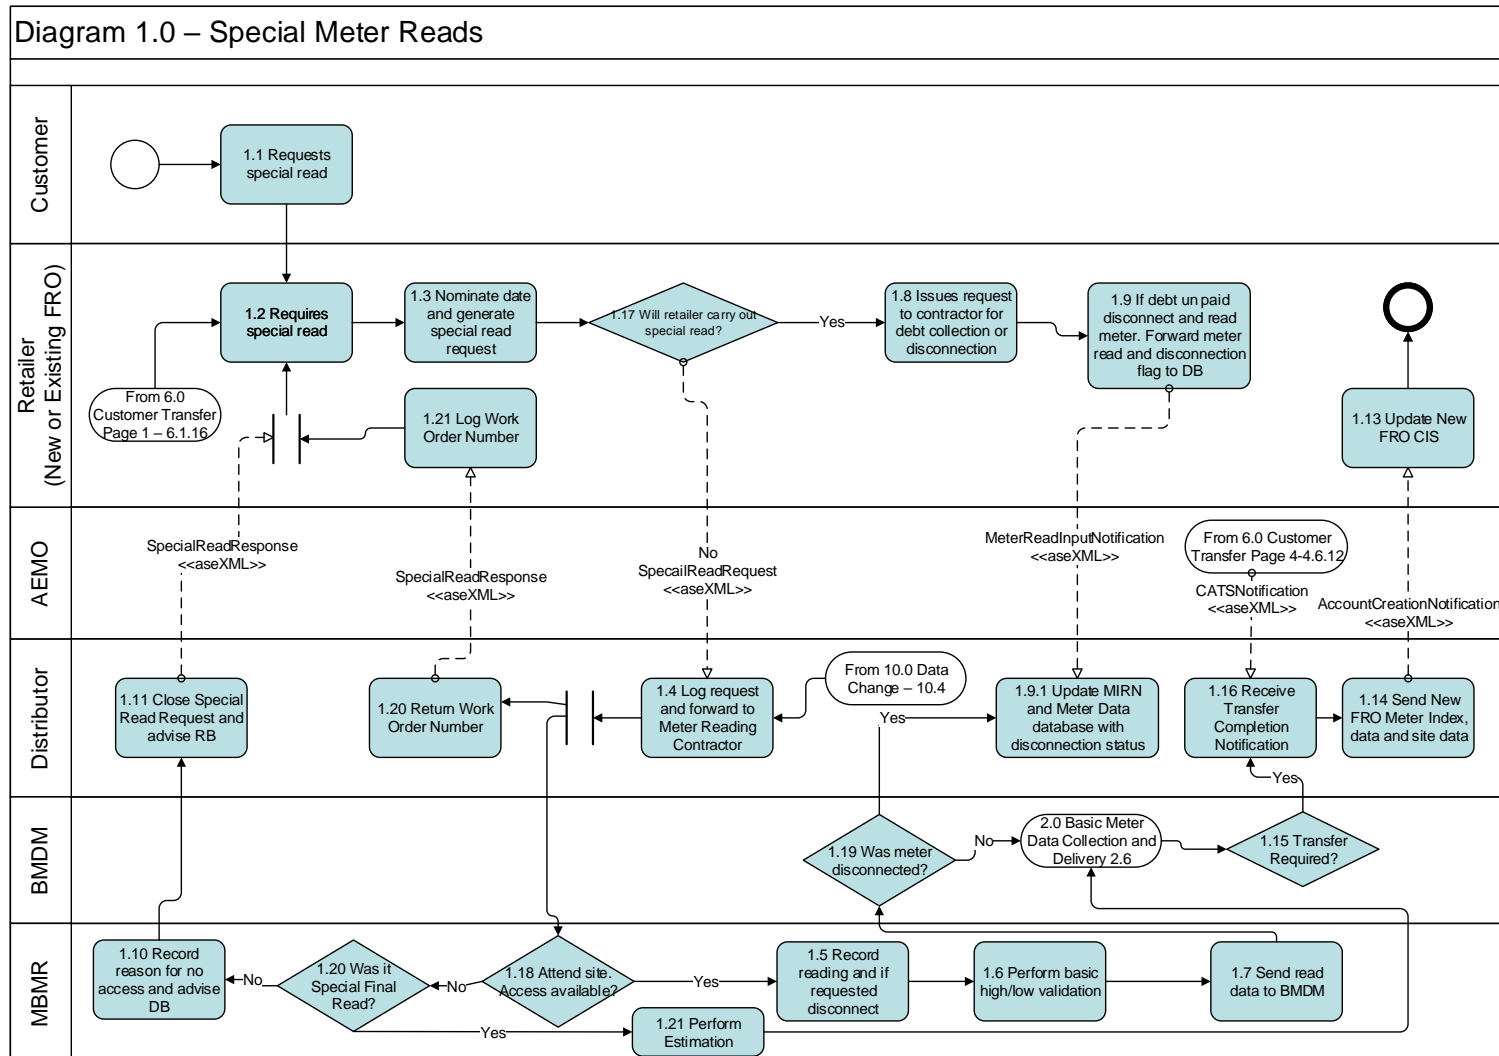 Diagram 1.0 – Special Meter Reads
Customer
1.1 Requests
special read
Retailer
(New or Existing FRO)
1.2 Requires
special read
1.3 Nominate date
and generate
special read
request
1.17 Will retailer carry out
special read?
Yes
1.8 Issues request
to contractor for
debt collection or
disconnection
1.9 If debt un paid
disconnect and read
meter. Forward meter
read and disconnection
flag to DB
From 6.0
Customer Transfer
Page 1 – 6.1.16
1.21 Log Work
Order Number
1.13 Update New
FRO CIS
AEMO
SpecialReadResponse
<<aseXML>>
SpecialReadResponse
<<aseXML>>
No
SpecailReadRequest
<<aseXML>>
MeterReadInputNotification
<<aseXML>>
From 6.0 Customer
Transfer Page 4-4.6.12
CATSNotification
<<aseXML>>
AccountCreationNotification
<<aseXML>>
Distributor
1.11 Close Special
Read Request and
advise RB
1.20 Return Work
Order Number
1.4 Log request
and forward to
Meter Reading
Contractor
From 10.0 Data
Change – 10.4
Yes
1.9.1 Update MIRN
and Meter Data
database with
disconnection status
1.16 Receive
Transfer
Completion
Notification
1.14 Send New
FRO Meter Index,
data and site data
Yes
BMDM
1.19 Was meter
disconnected?
No
2.0 Basic Meter
Data Collection and
Delivery 2.6
1.15 Transfer
Required?
MBMR
1.10 Record
reason for no
access and advise
DB
No
1.20 Was it
Special Final
Read?
No
1.18 Attend site.
Access available?
Yes
1.5 Record
reading and if
requested
disconnect
1.6 Perform basic
high/low validation
1.7 Send read
data to BMDM
Yes
1.21 Perform
Estimation